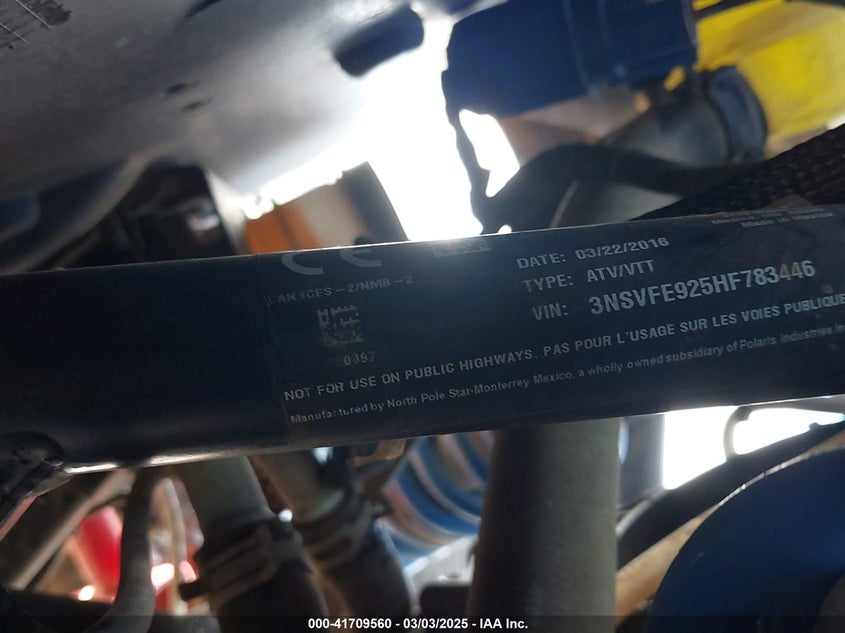 CE
CAN ICES-2/NMB-2
DATE: 03/22/2016
TYPE: ATV/VTT
VIN: 3NSVFE925HF783446
NOT FOR USE ON PUBLIC HIGHWAYS. PAS POUR L'USAGE SUR LES VOIES PUBLIQUE
Manufactured by North Pole Star-Monterrey Mexico, a wholly owned subsidiary of Polaris Industries In
000-41709560 - 03/03/2025 - IAA Inc.